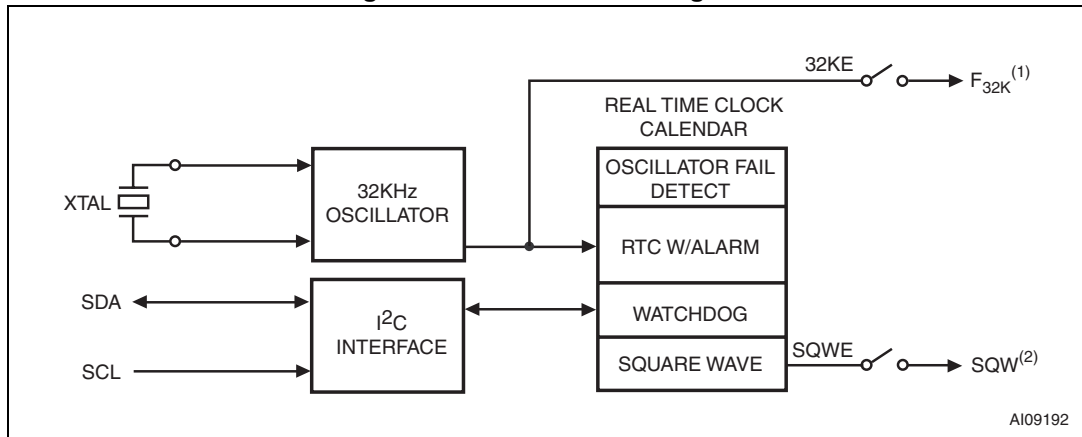 32KE
F32K(1)
REAL TIME CLOCK
CALENDAR
OSCILLATOR FAIL
DETECT
XTAL
32KHz
OSCILLATOR
RTC W/ALARM
SDA
I2C
INTERFACE
WATCHDOG
SCL
SQUARE WAVE
SQWE
SQW(2)
AI09192